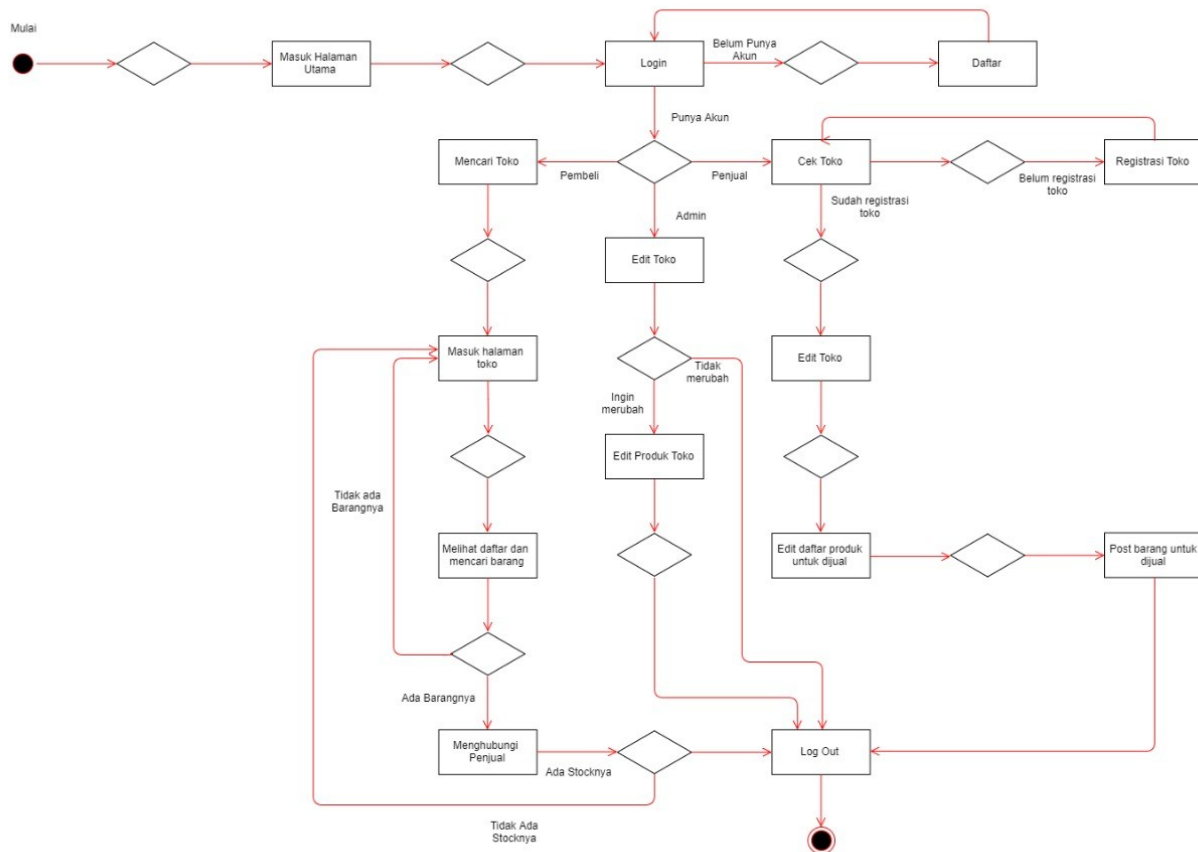 Mulai
Masuk Halaman
Utama
Login
Belum Punya
Akun
Daftar
Punya Akun
Mencari Toko
Pembeli
Penjual
Cek Toko
Belum registrasi
toko
Registrasi Toko
Admin
Sudah registrasi
toko
Edit Toko
Masuk halaman
toko
Tidak
merubah
Edit Toko
Ingin
merubah
Edit Produk Toko
Tidak ada
Barangnya
Melihat daftar dan
mencari barang
Edit daftar produk
untuk dijual
Post barang untuk
dijual
Ada Barangnya
Menghubungi
Penjual
Ada Stocknya
Log Out
Tidak Ada
Stocknya